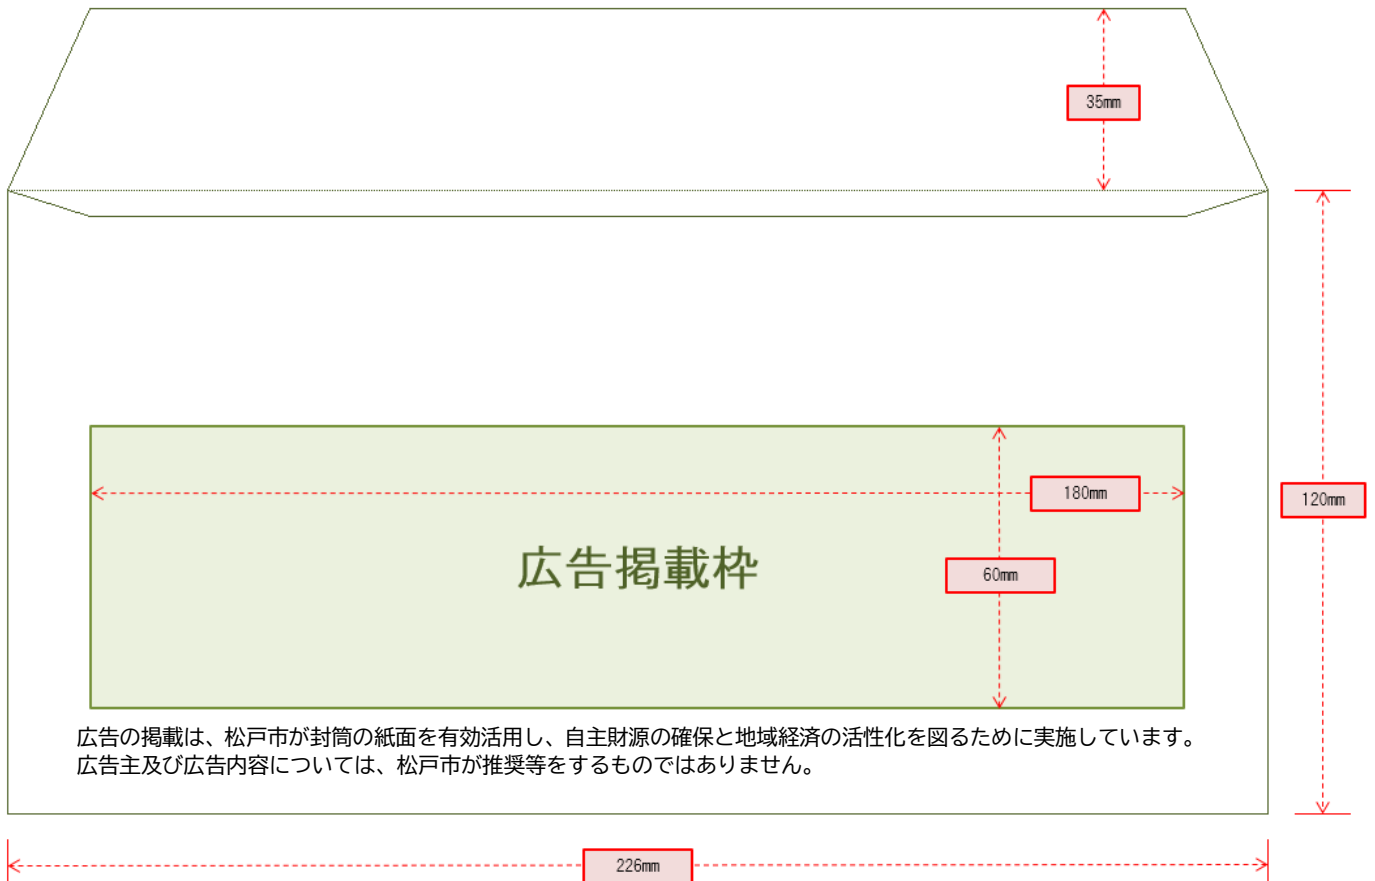 35mm
180mm
120mm
広告掲載枠
60mm
広告の掲載は、松戸市が封筒の紙面を有効活用し、自主財源の確保と地域経済の活性化を図るために実施しています。
広告主及び広告内容については、松戸市が推奨等をするものではありません。
226mm